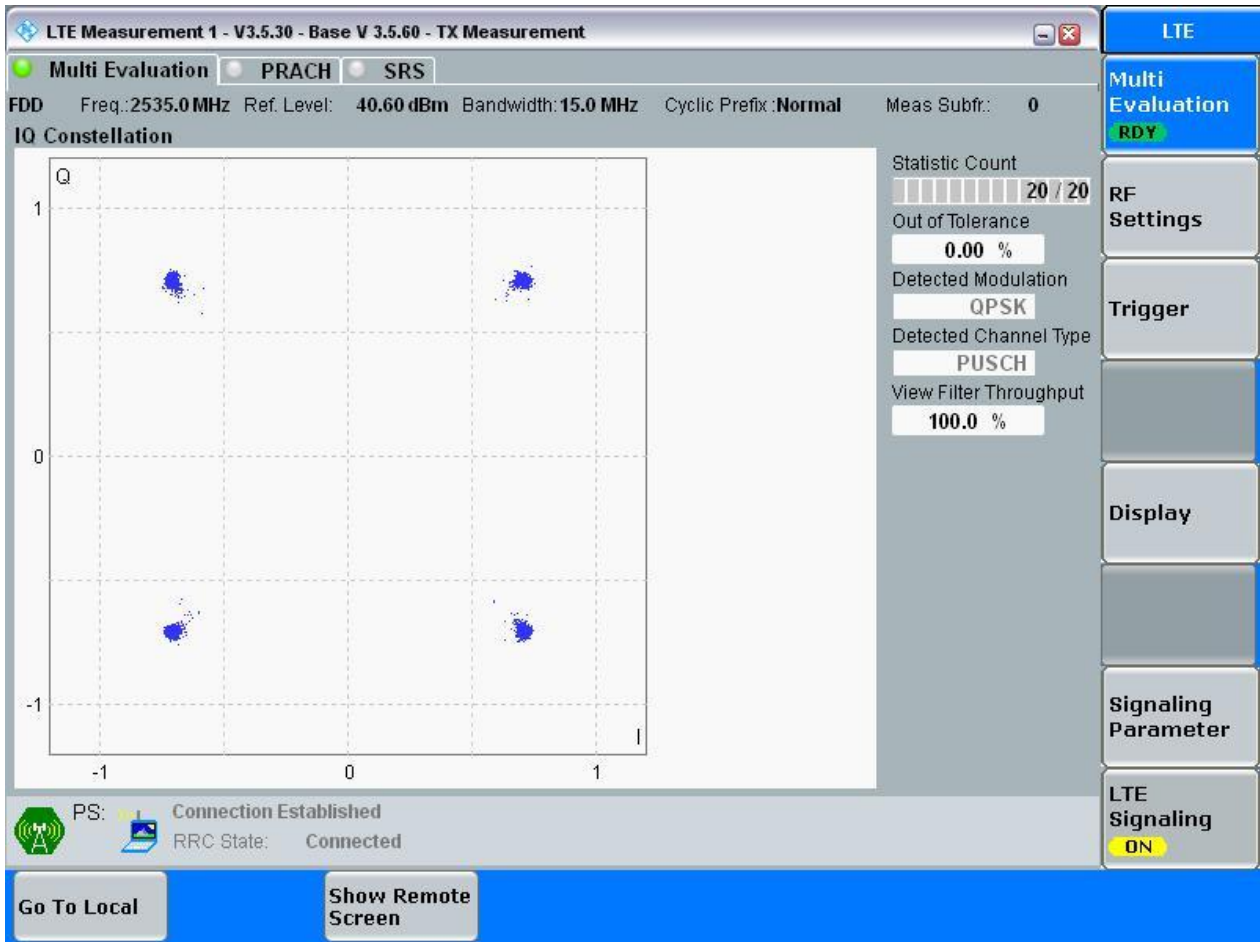 LTE Measurement 1 - V3.5.30 - Base V 3.5.60 - TX Measurement
LTE
Multi Evaluation PRACH SRS
FDD Freq.:2535.0 MHz Ref. Level: 40.60 dBm Bandwidth:15.0 MHz Cyclic Prefix :Normal Meas Subfr.: 0
IQ Constellation
Q
1
0
-1
I
-1 0 1
Statistic Count
20 / 20
Out of Tolerance
0.00 %
Detected Modulation
QPSK
Detected Channel Type
PUSCH
View Filter Throughput
100.0 %
Multi
Evaluation
RDY
RF
Settings
Trigger
Display
Signaling
Parameter
LTE
Signaling
ON
PS: Connection Established
RRC State: Connected
Go To Local
Show Remote
Screen